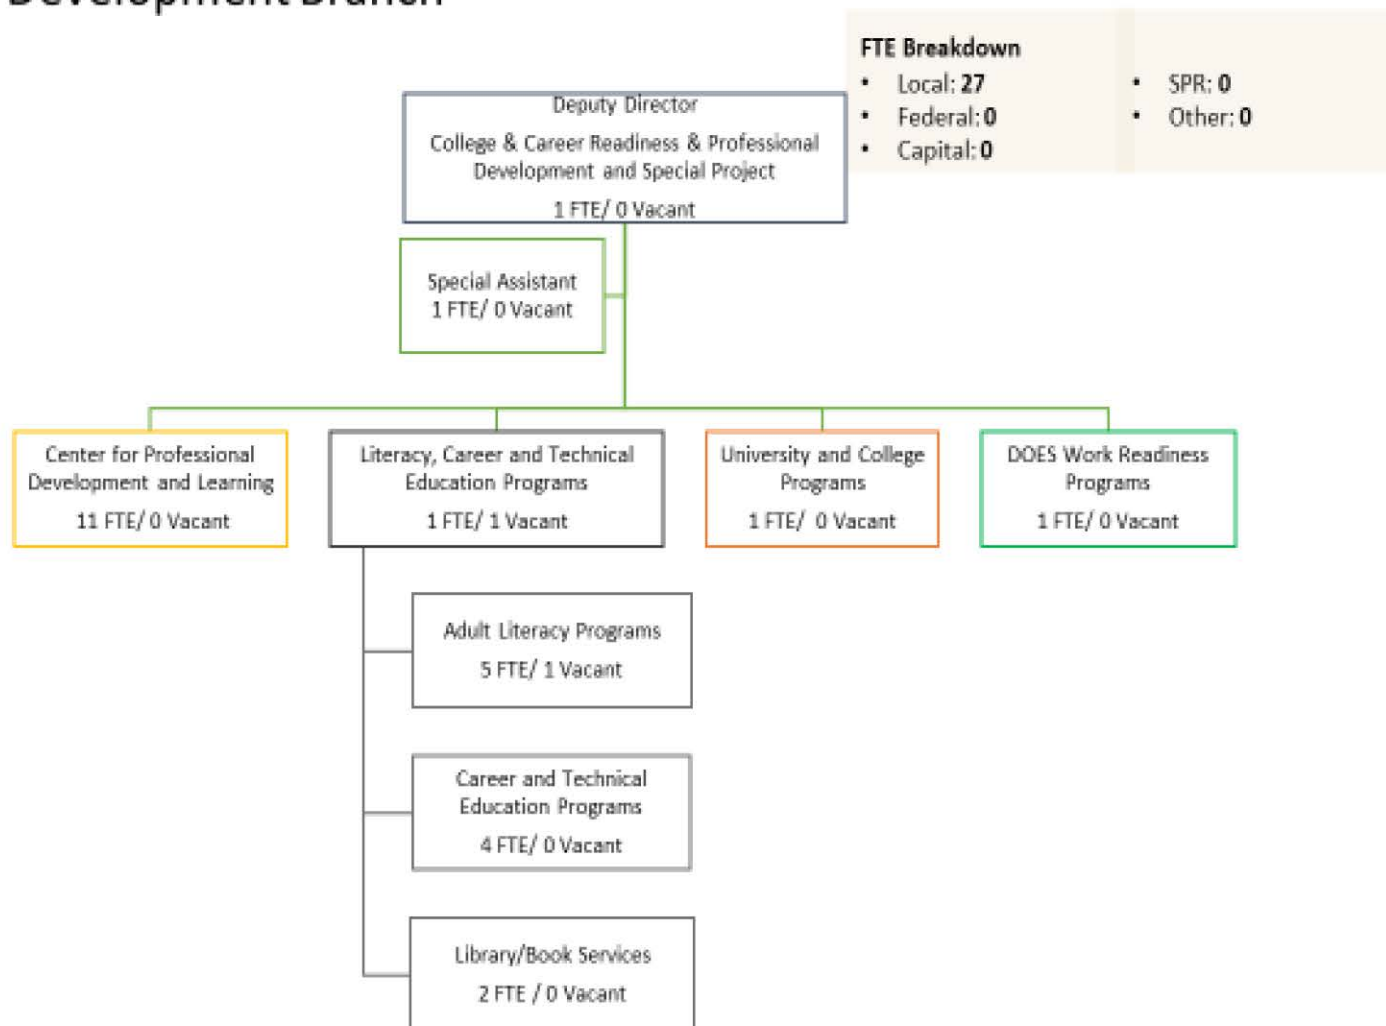 Development Branch
FTE Breakdown
• Local: 27
• Federal: 0
• Capital: 0
• SPR: 0
• Other: 0
Deputy Director
College & Career Readiness & Professional
Development and Special Project
1 FTE/ 0 Vacant
Special Assistant
1 FTE/ 0 Vacant
Center for Professional
Development and Learning
11 FTE/ 0 Vacant
Literacy, Career and Technical
Education Programs
1 FTE/ 1 Vacant
University and College
Programs
1 FTE/ 0 Vacant
DOES Work Readiness
Programs
1 FTE/ 0 Vacant
Adult Literacy Programs
5 FTE/ 1 Vacant
Career and Technical
Education Programs
4 FTE/ 0 Vacant
Library/Book Services
2 FTE / 0 Vacant